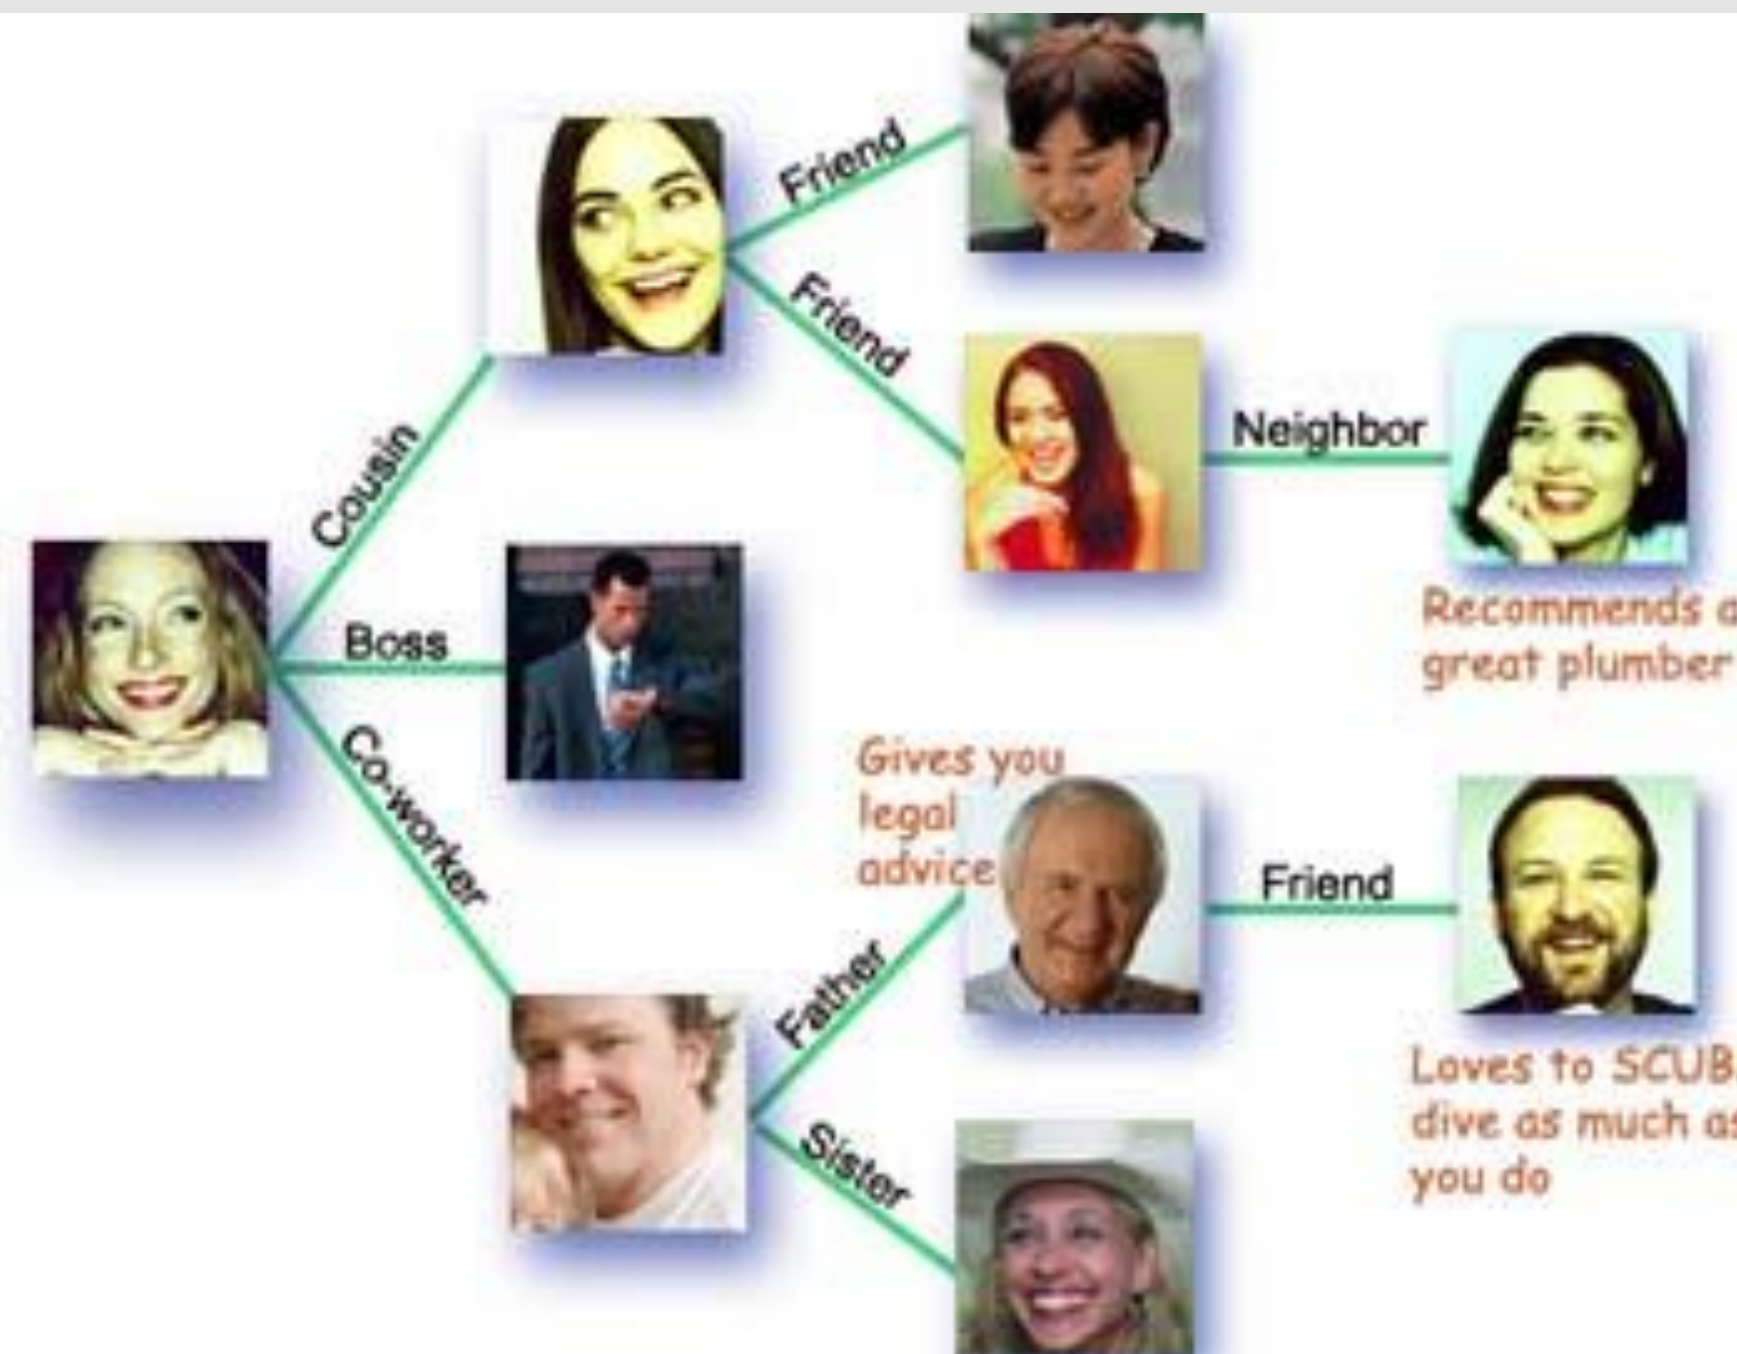 Friend
Friend
Neighbor
Cousin
Recommends a
great plumber
Boss
Co-worker
Gives you
legal
advice
Friend
Father
Sister
Loves to SCUB
dive as much as
you do